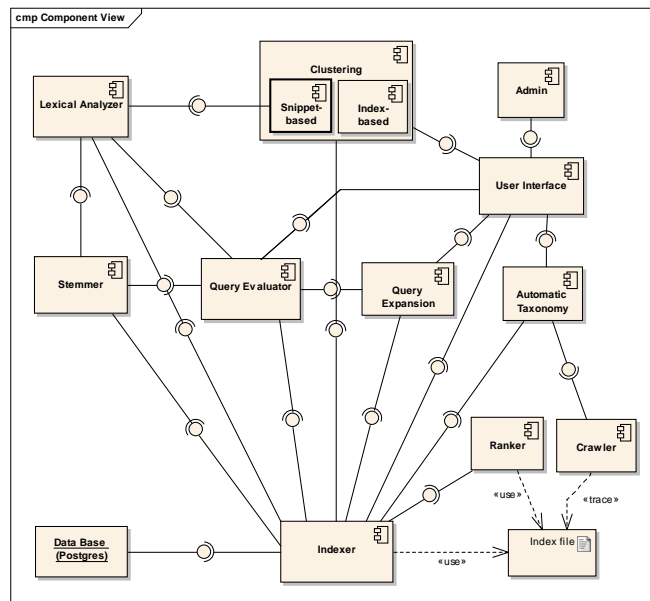 cmp Component View
Clustering
Lexical Analyzer
Snippet-
based
Index-
based
Admin
User Interface
Stemmer
Query Evaluator
Query
Expansion
Automatic
Taxonomy
Ranker
Crawler
«use»
«trace»
Data Base
(Postgres)
Indexer
Index file
«use»